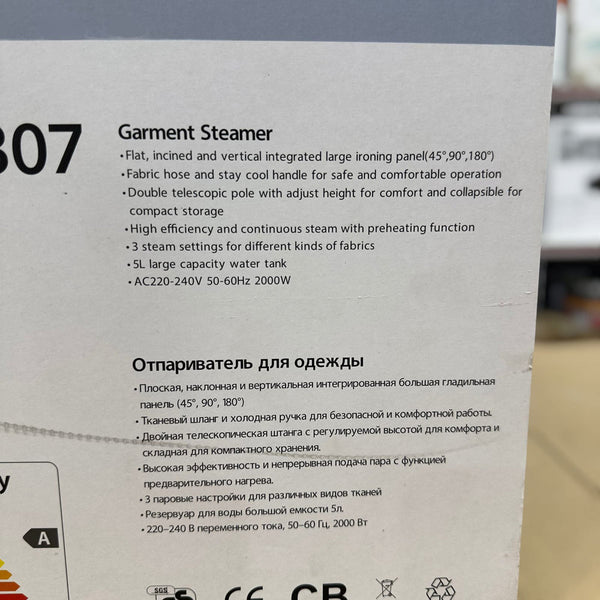 307
Garment Steamer
•Flat, incined and vertical integrated large ironing panel(45°,90°,180°)
•Fabric hose and stay cool handle for safe and comfortable operation
•Double telescopic pole with adjust height for comfort and collapsible for
compact storage
•High efficiency and continuous steam with preheating function
•3 steam settings for different kinds of fabrics
•5L large capacity water tank
•AC220-240V 50-60Hz 2000W
Отпариватель для одежды
•Плоская, наклонная и вертикальная интегрированная большая гладильная
панель (45°, 90°, 180°)
•Тканевый шланг и холодная ручка для безопасной и комфортной работы.
•Двойная телескопическая штанга с регулируемой высотой для комфорта и
складная для компактного хранения.
•Высокая эффективность и непрерывная подача пара с функцией
предварительного нагрева.
•3 паровые настройки для различных видов тканей
•Резервуар для воды большой емкости 5л.
•220–240 В переменного тока, 50–60 Гц, 2000 Вт
y
A
SGS
CE
CB